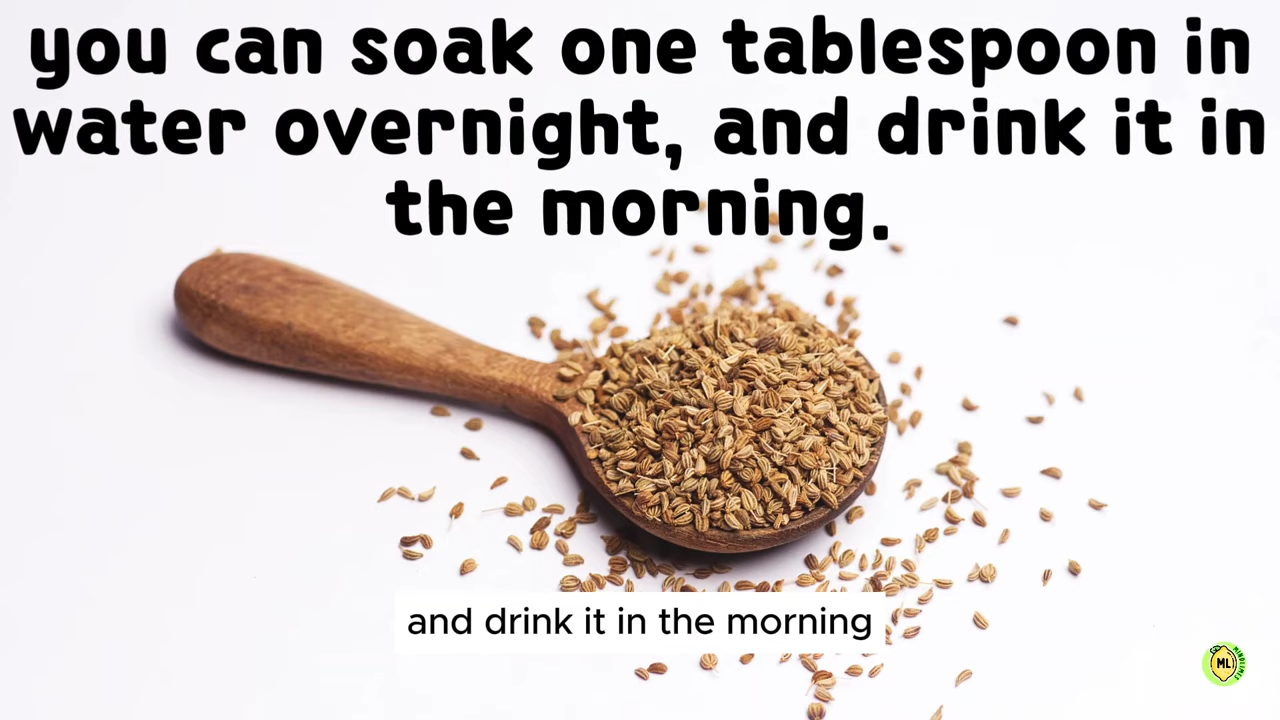 you can soak one tablespoon in
water overnight, and drink it in
the morning.
and drink it in the morning
ML